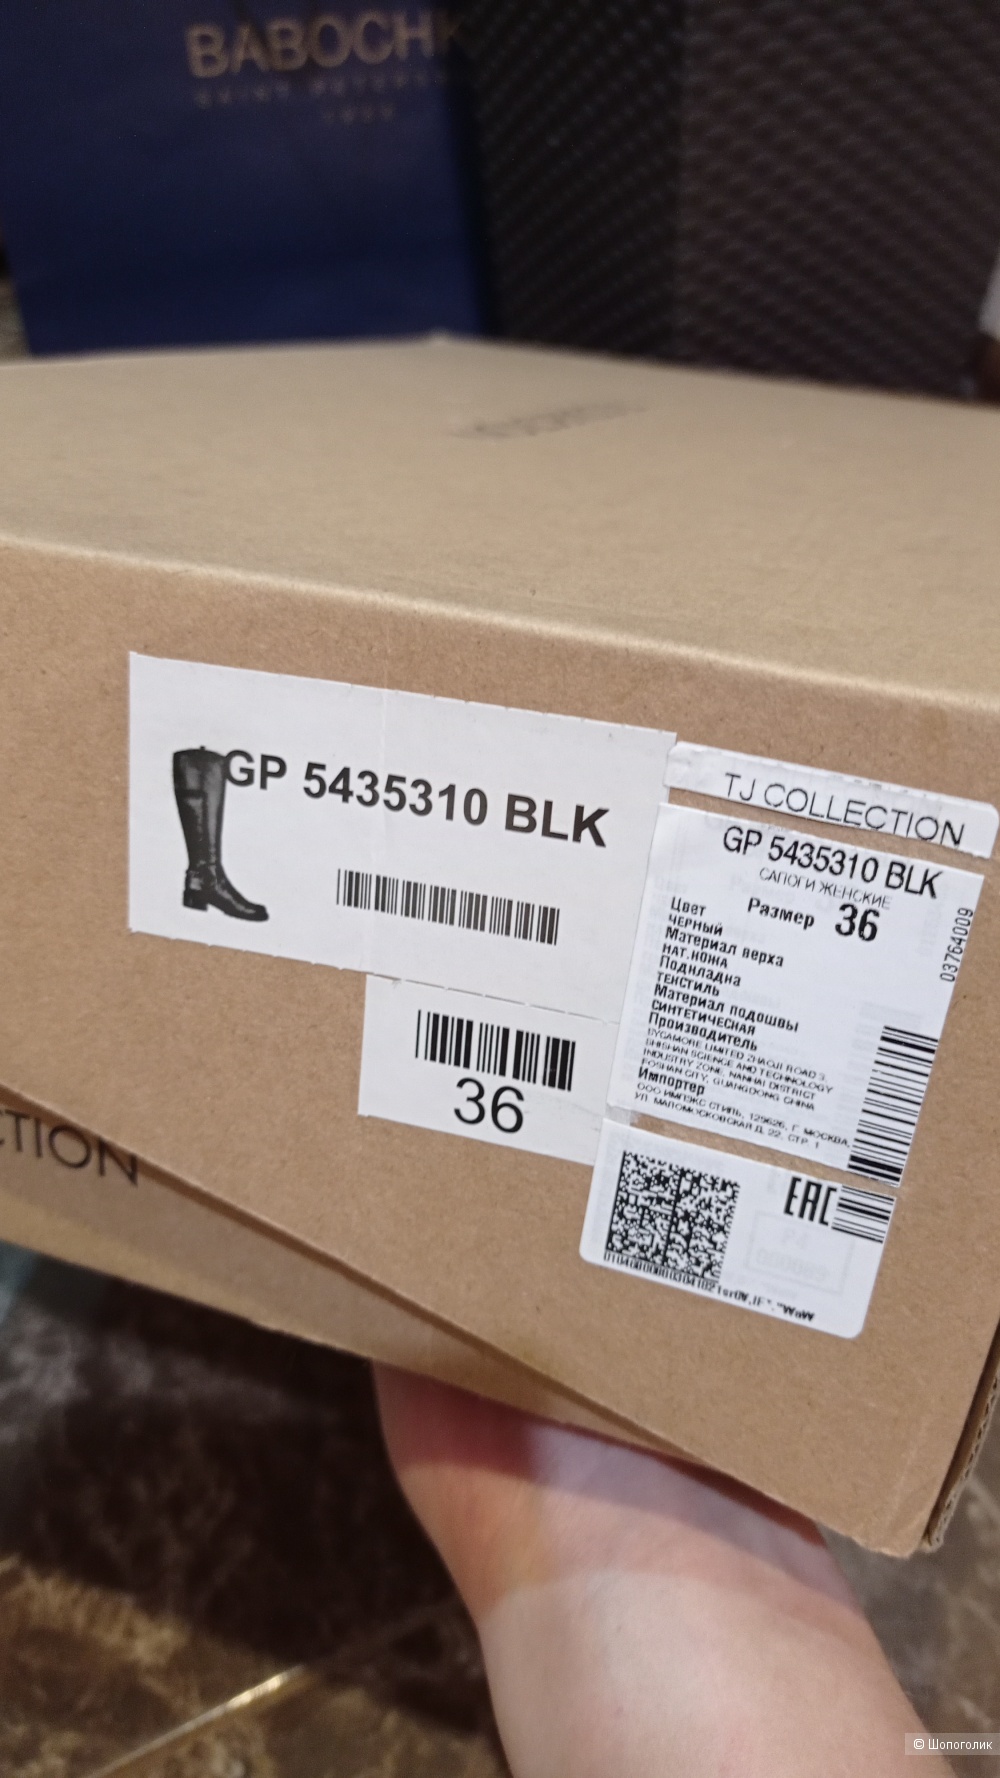 BABOCHK
GP 5435310 BLK
36
TJ COLLECTION
GP 5435310 BLK
САПОГИ ЖЕНСКИЕ
Цвет
ЧЕРНЫЙ
Размер 36
Материал верха
НАТ.КОЖА
Подкладка
ТЕКСТИЛЬ
Материал подошвы
СИНТЕТИЧЕСКАЯ
Производитель
SYCAMORE LIMITED ZHAOJI ROAD 3,
SHISHAN SCIENCE AND TECHNOLOGY
INDUSTRY ZONE, NANHAI DISTRICT
FOSHAN CITY, GUANGDONG CHINA
Импортер
ООО ИМПЭКС СТИЛЬ, 129626, Г. МОСКВА,
УЛ. МАЛОМОСКОВСКАЯ Д. 22, СТР. 1
03764009
EAC
CTION
© Шопоголик